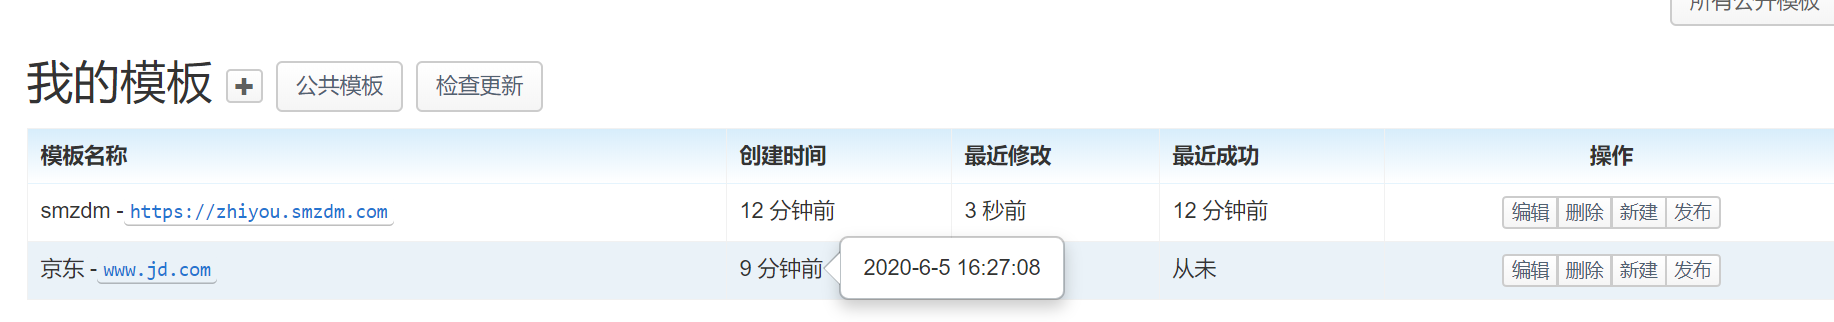 所有公开模板
我的模板 公共模板 检查更新
模板名称 创建时间 最近修改 最近成功 操作
smzdm - https://zhiyou.smzdm.com 12 分钟前 3 秒前 12 分钟前 编辑 删除 新建 发布
京东 - www.jd.com 9 分钟前 2020-6-5 16:27:08 从未 编辑 删除 新建 发布